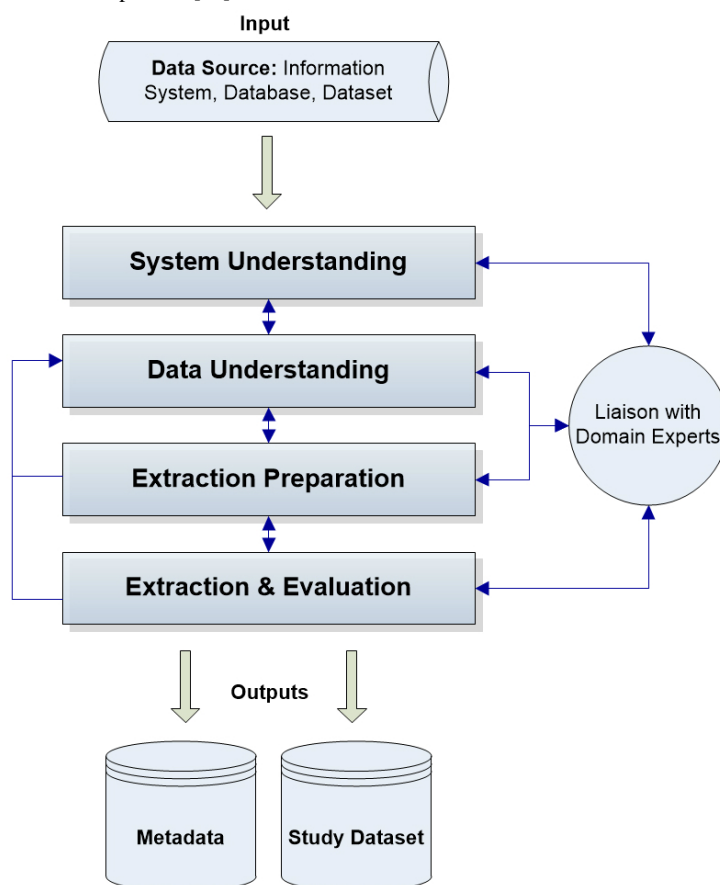 Input
Data Source: Information
System, Database, Dataset
System Understanding
Data Understanding
Extraction Preparation
Extraction & Evaluation
Liaison with
Domain Experts
Outputs
Metadata
Study Dataset